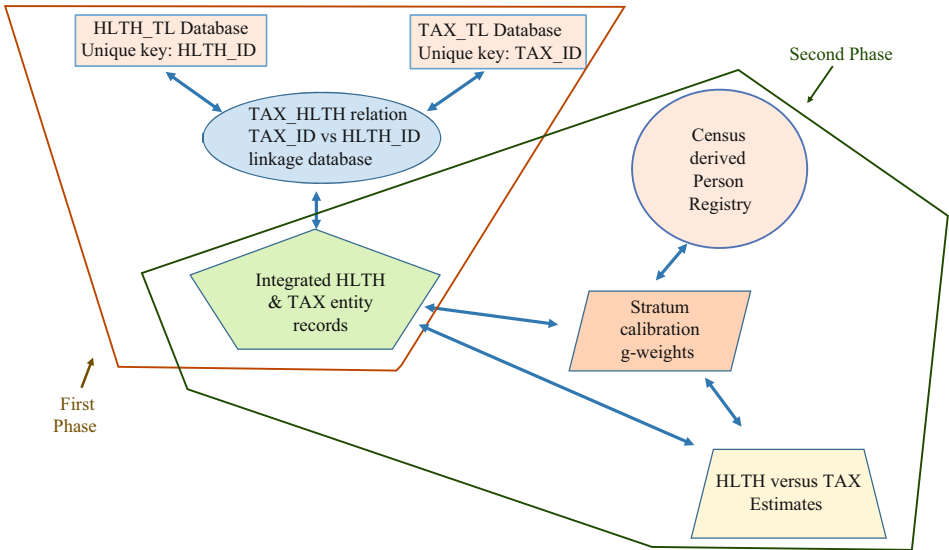 HLTH_TL Database
Unique key: HLTH_ID
TAX_TL Database
Unique key: TAX_ID
Second Phase
TAX_HLTH relation
TAX_ID vs HLTH_ID
linkage database
Census
derived
Person
Registry
Integrated HLTH
& TAX entity
records
Stratum
calibration
g-weights
First
Phase
HLTH versus TAX
Estimates